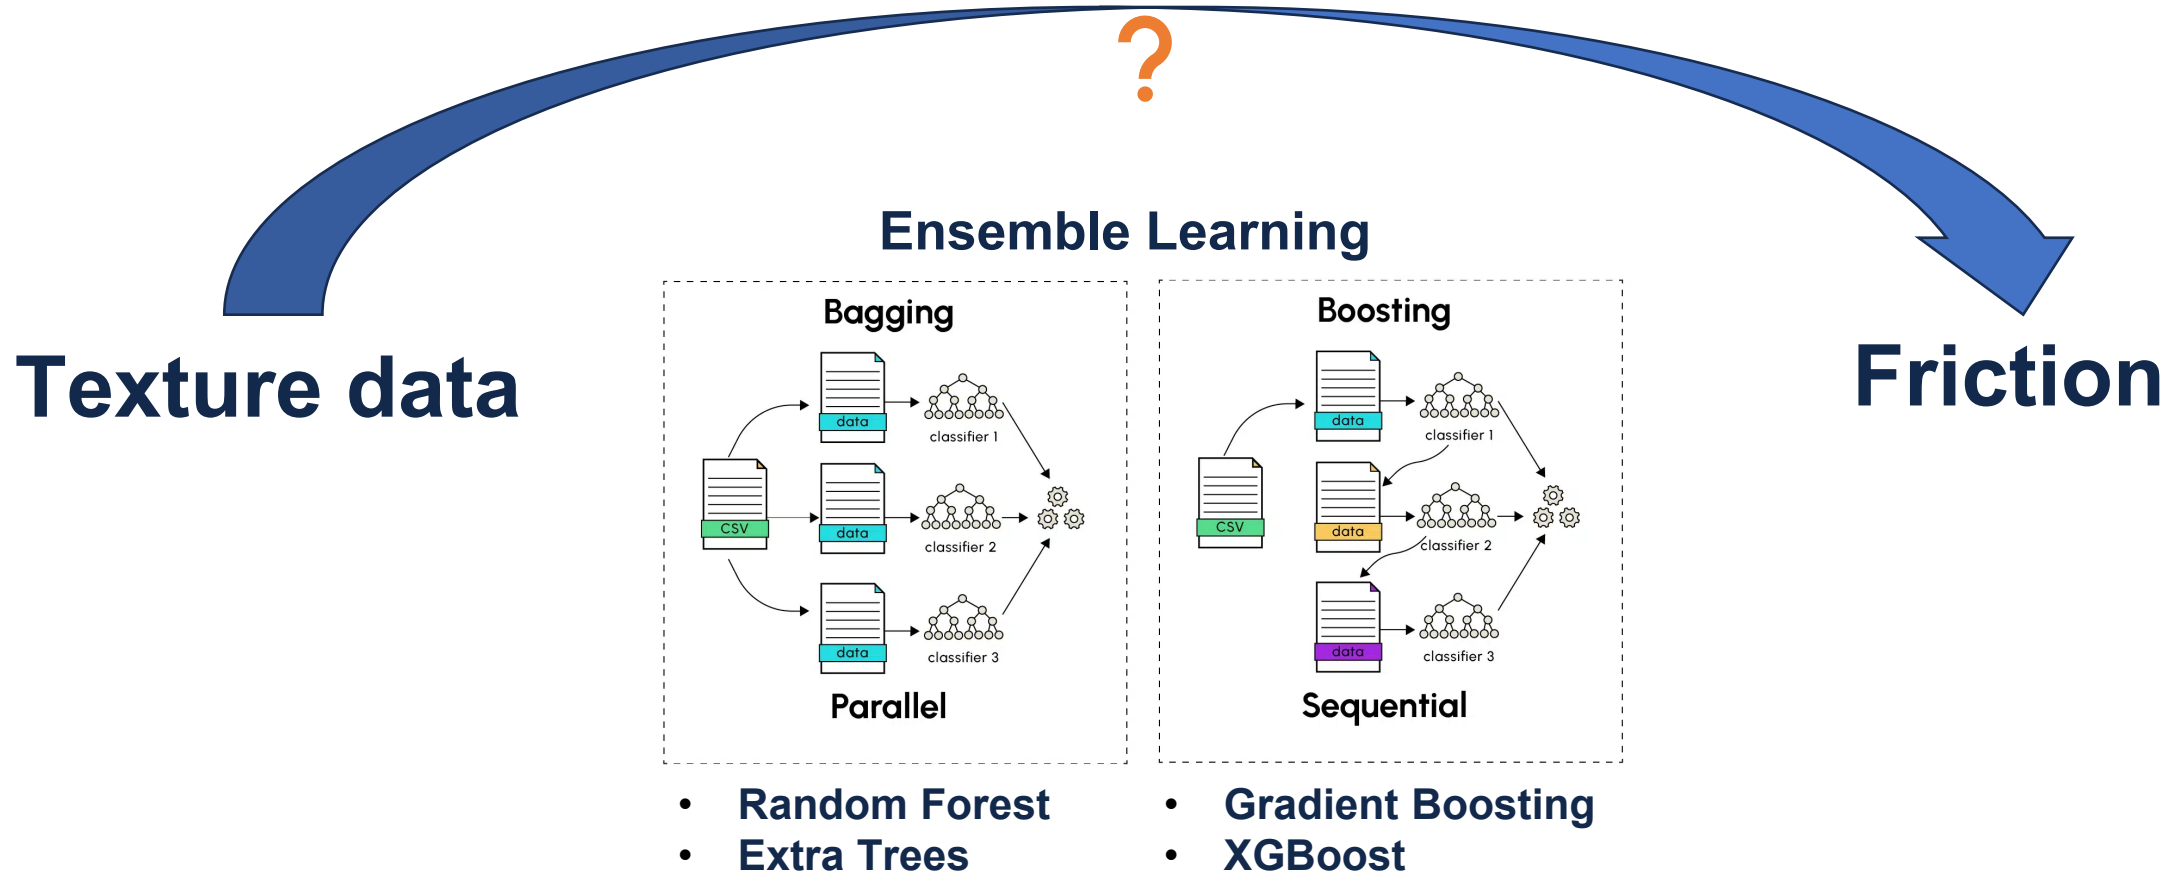 ?
Ensemble Learning
Texture data
Friction
Bagging
data
classifier 1
CSV
data
classifier 2
data
classifier 3
Parallel
Boosting
data
classifier 1
CSV
data
classifier 2
data
classifier 3
Sequential
• Random Forest
• Extra Trees
• Gradient Boosting
• XGBoost